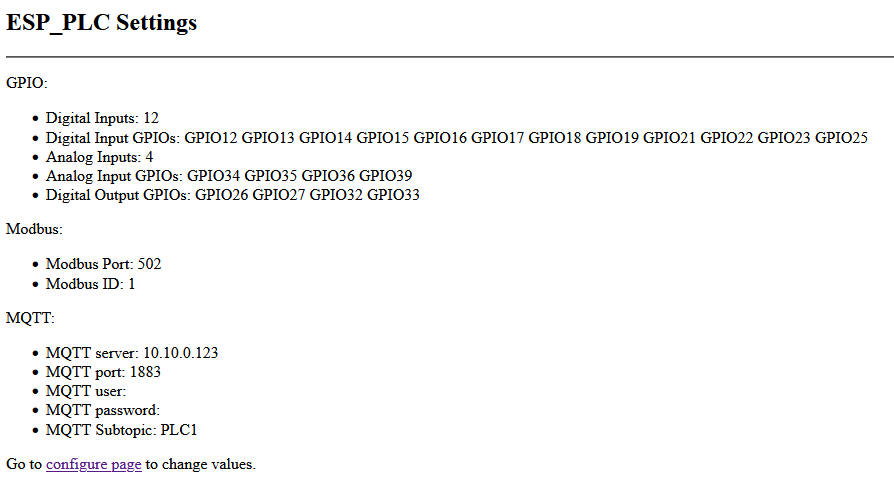 ESP_PLC Settings
GPIO:
• Digital Inputs: 12
• Digital Input GPIOs: GPIO12 GPIO13 GPIO14 GPIO15 GPIO16 GPIO17 GPIO18 GPIO19 GPIO21 GPIO22 GPIO23 GPIO25
• Analog Inputs: 4
• Analog Input GPIOs: GPIO34 GPIO35 GPIO36 GPIO39
• Digital Output GPIOs: GPIO26 GPIO27 GPIO32 GPIO33
Modbus:
• Modbus Port: 502
• Modbus ID: 1
MQTT:
• MQTT server: 10.10.0.123
• MQTT port: 1883
• MQTT user:
• MQTT password:
• MQTT Subtopic: PLC1
Go to configure page to change values.